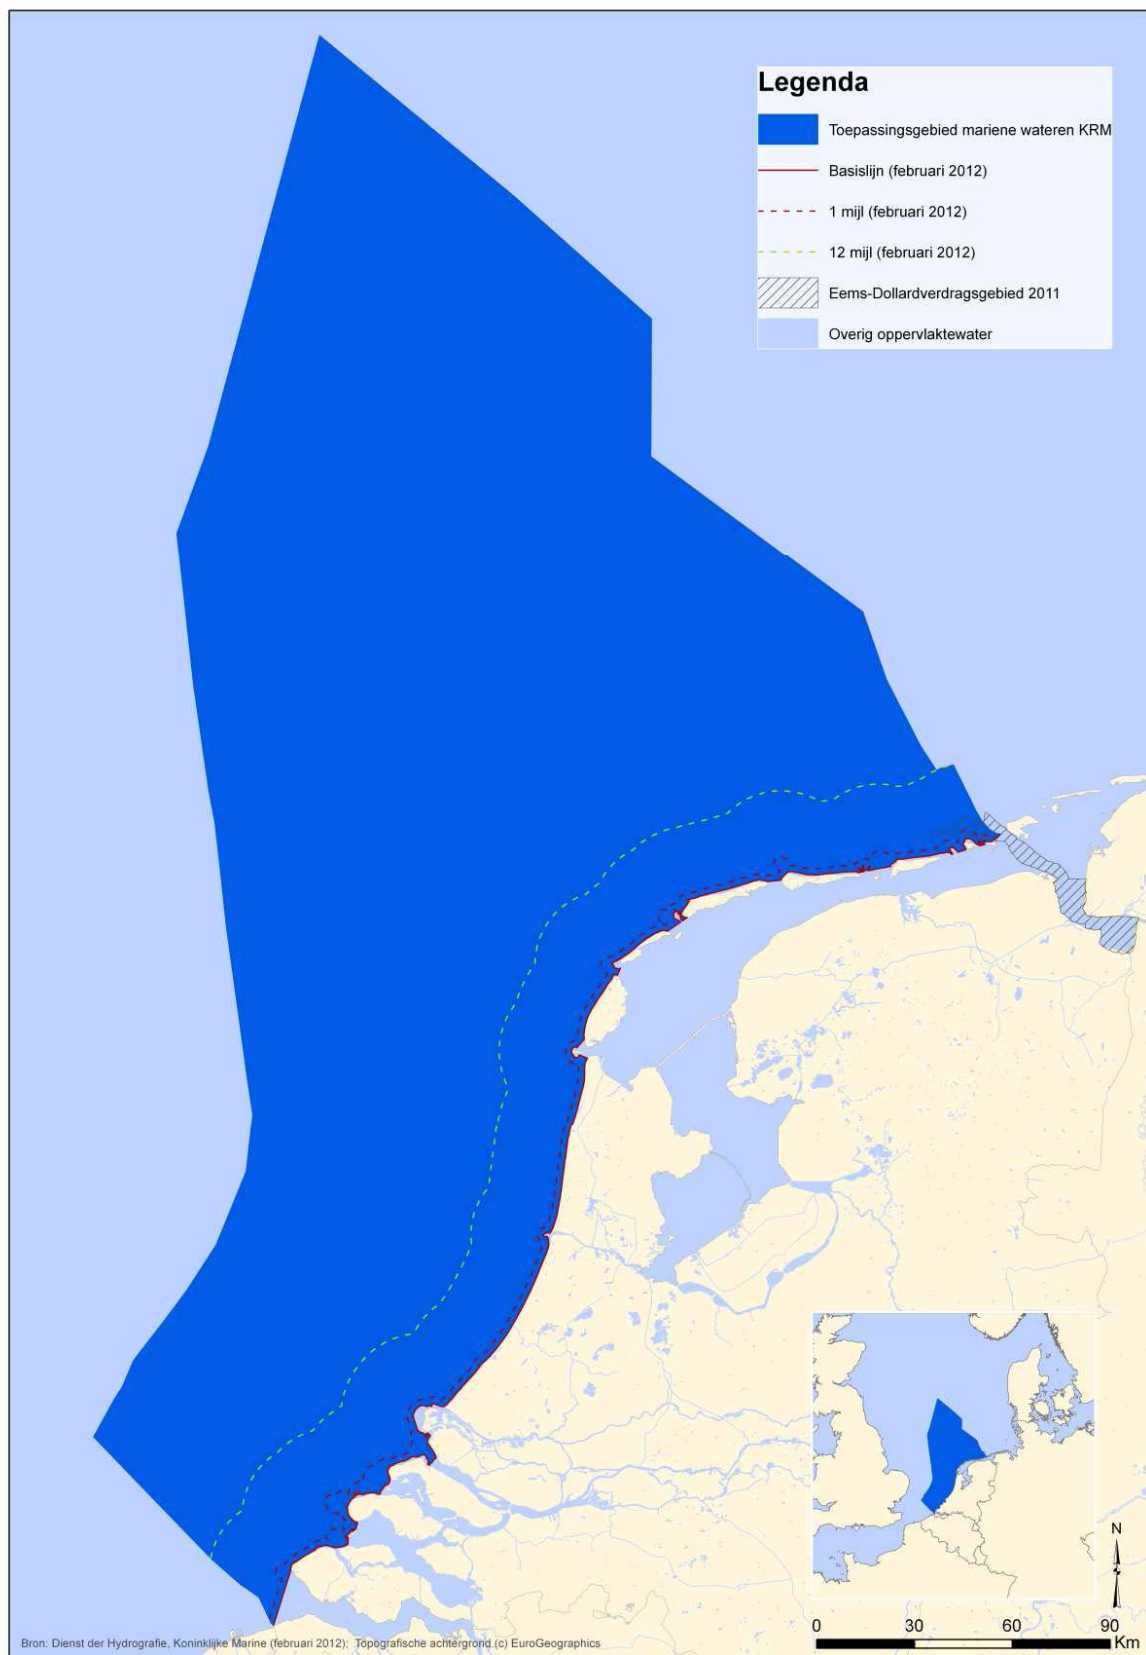 Legenda
Toepassingsgebied mariene wateren KRM
Basislijn (februari 2012)
1 mijl (februari 2012)
12 mijl (februari 2012)
Eems-Dollardverdragsgebied 2011
Overig oppervlaktewater
N
0 30 60 90
Km
Bron: Dienst der Hydrografie, Koninklijke Marine (februari 2012); Topografische achtergrond (c) EuroGeographics